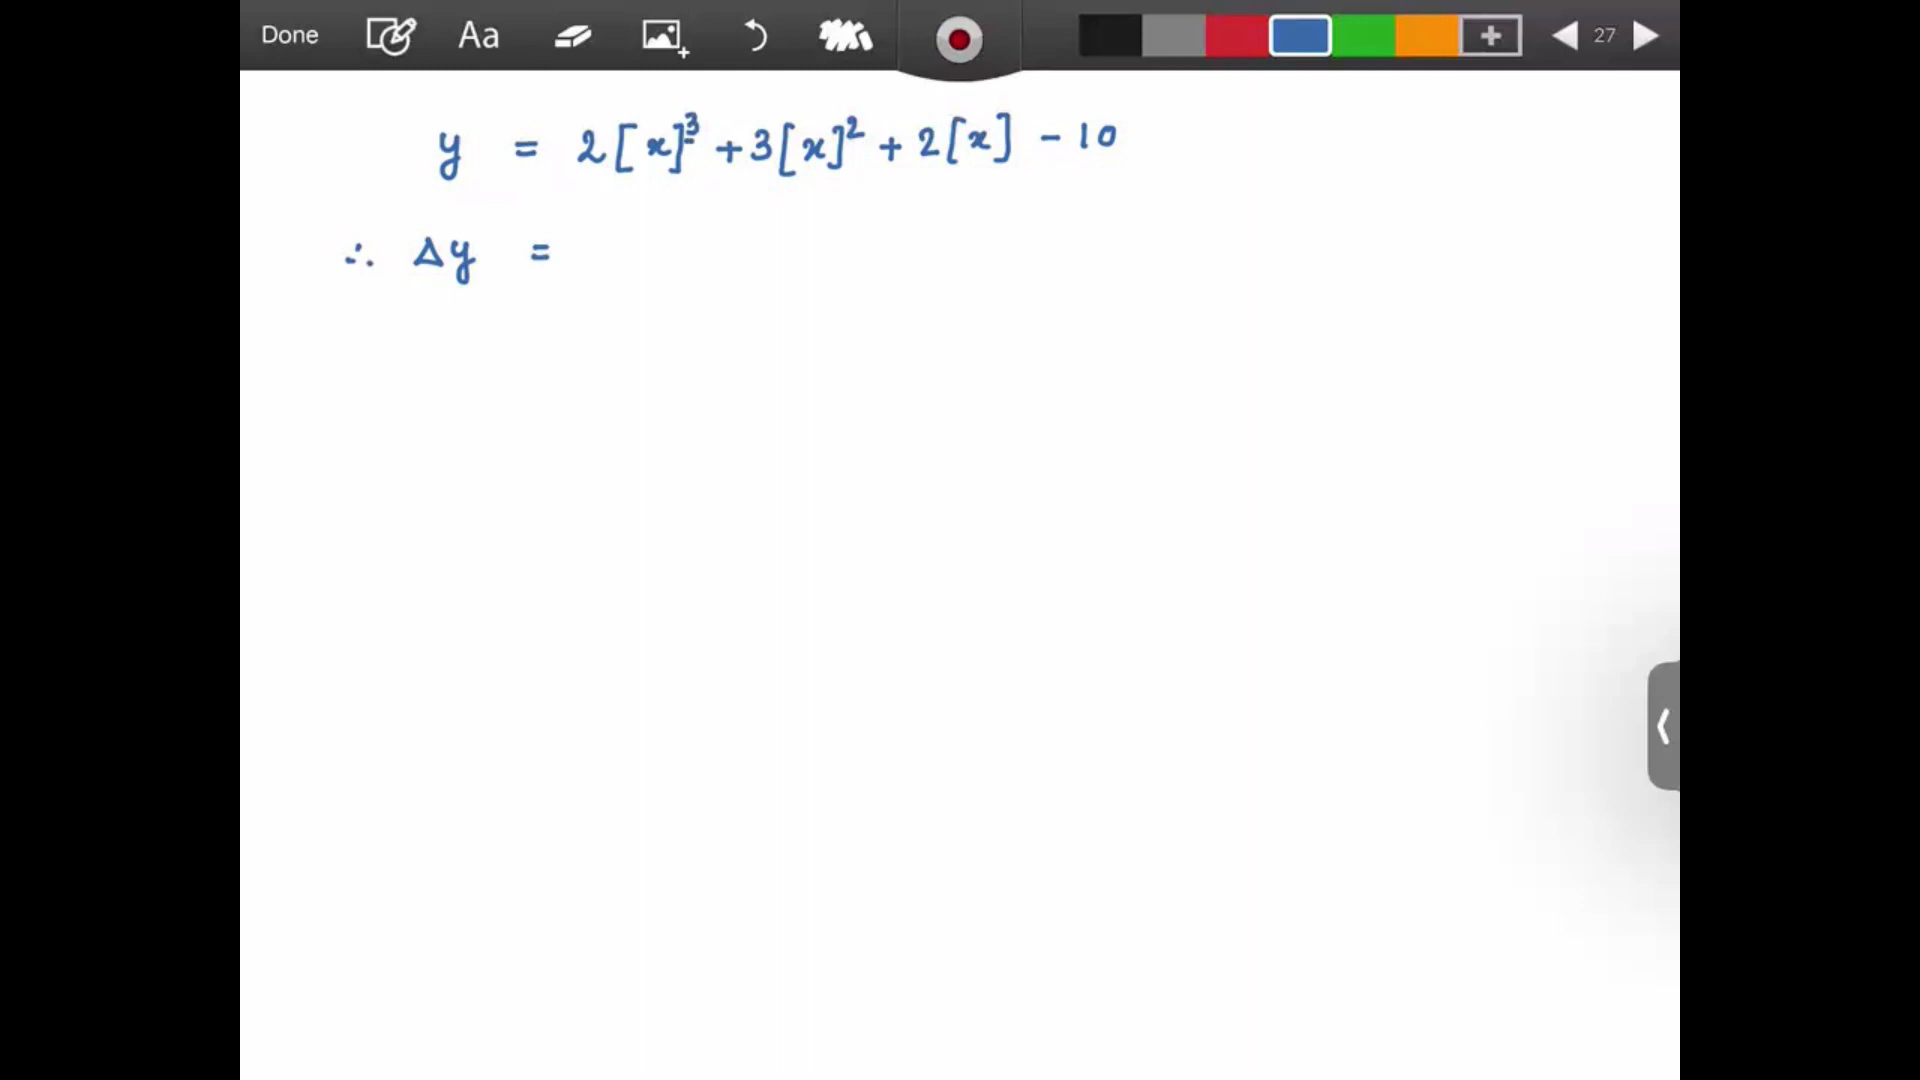 Done Aa 27
y = 2[x]³ + 3[x]² + 2[x] - 10
∴ Δy =